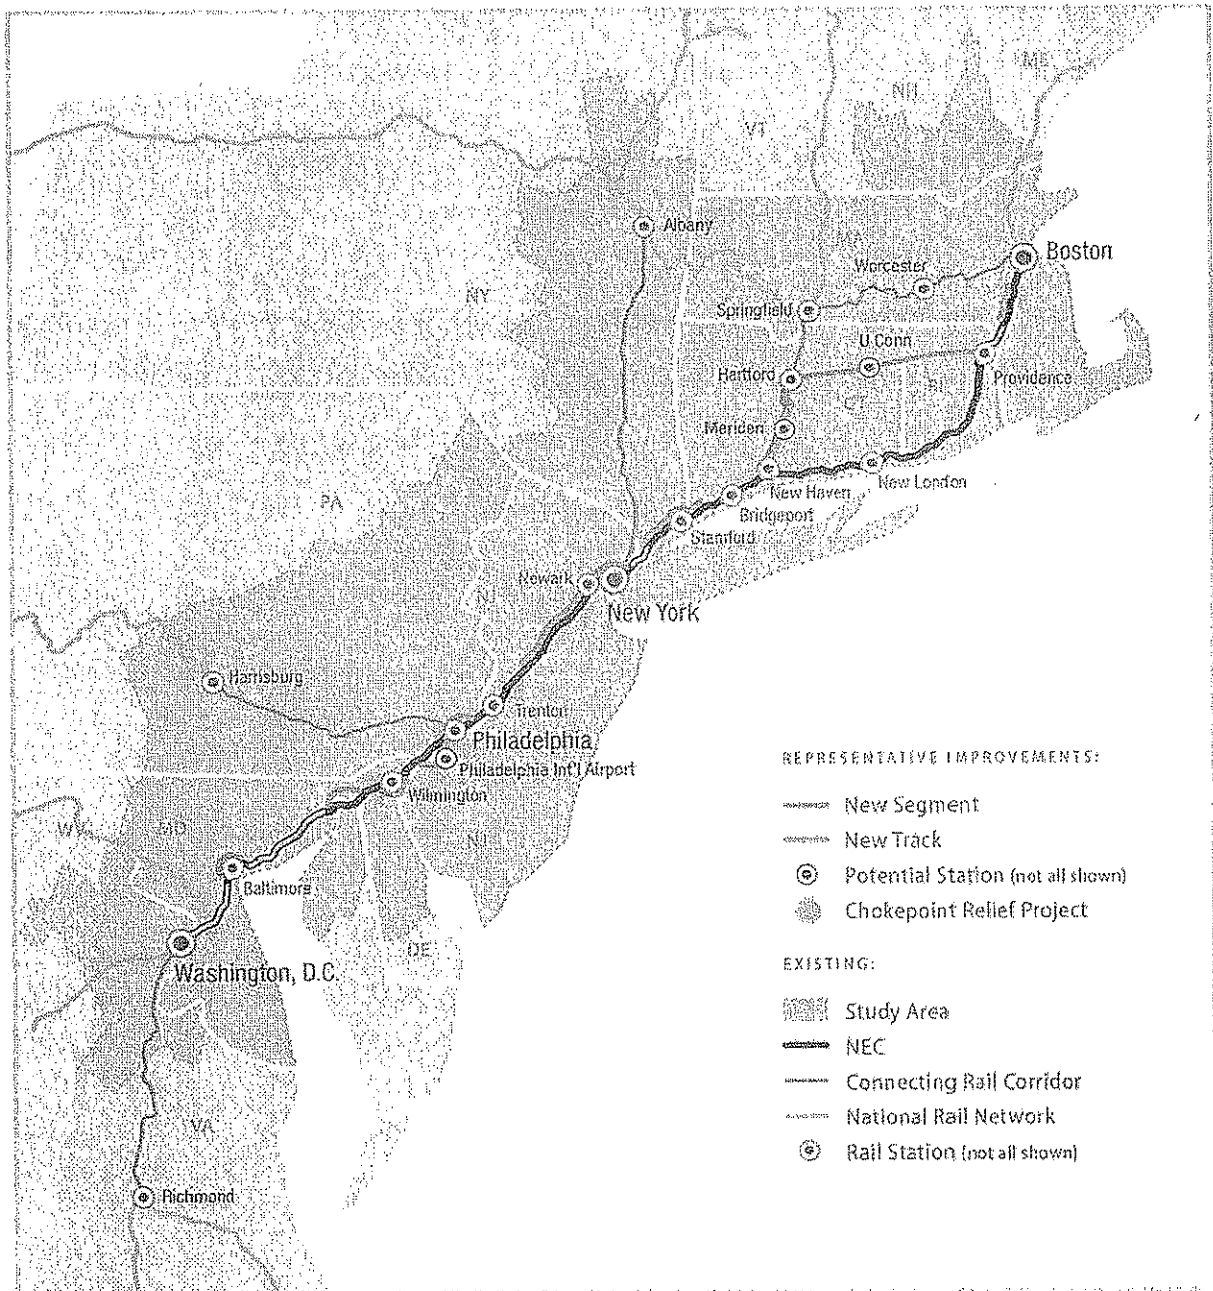 ME
NH
VT
Albany
MA
Boston
Worcester
NY
Springfield
U Conn
Hartford
Providence
Meriden
New Haven
New London
Bridgeport
PA
Stamford
Newark
NJ
New York
Harrisburg
Trenton
Philadelphia
Philadelphia Int'l Airport
Wilmington
WV
MD
NJ
Baltimore
DE
Washington, D.C.
VA
Richmond
REPRESENTATIVE IMPROVEMENTS:
New Segment
New Track
Potential Station (not all shown)
Chokepoint Relief Project
EXISTING:
Study Area
NEC
Connecting Rail Corridor
National Rail Network
Rail Station (not all shown)